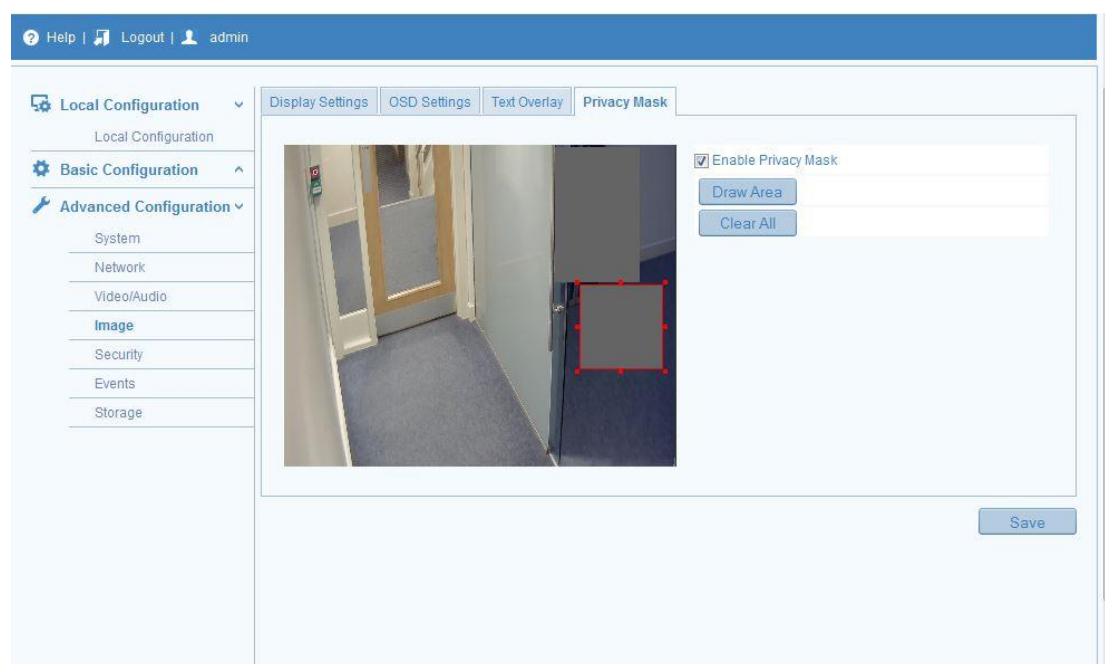 Help | Logout | admin
Local Configuration
Local Configuration
Basic Configuration
Advanced Configuration
System
Network
Video/Audio
Image
Security
Events
Storage
Display Settings OSD Settings Text Overlay Privacy Mask
Enable Privacy Mask
Draw Area
Clear All
Save